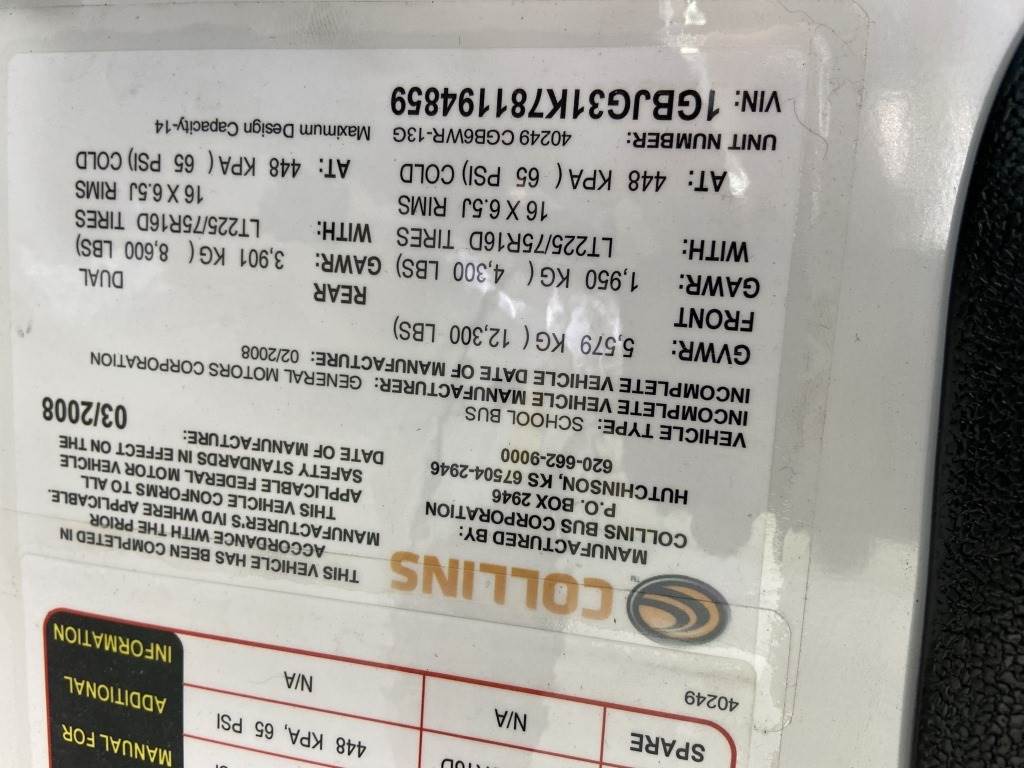 448 KPA, 65 PSI
MANUAL FOR
ADDITIONAL
INFORMATION
SPARE N/A N/A
40249
COLLINS™
MANUFACTURED BY:
COLLINS BUS CORPORATION
P.O. BOX 2946
HUTCHINSON, KS 67504-2946
620-662-9000
THIS VEHICLE HAS BEEN COMPLETED IN
ACCORDANCE WITH THE PRIOR
MANUFACTURER'S IVD WHERE APPLICABLE.
THIS VEHICLE CONFORMS TO ALL
APPLICABLE FEDERAL MOTOR VEHICLE
SAFETY STANDARDS IN EFFECT ON THE
DATE OF MANUFACTURE: 03/2008
VEHICLE TYPE: SCHOOL BUS
INCOMPLETE VEHICLE MANUFACTURER: GENERAL MOTORS CORPORATION
INCOMPLETE VEHICLE DATE OF MANUFACTURE: 02/2008
GVWR: 5,579 KG ( 12,300 LBS)
FRONT REAR DUAL
GAWR: 1,950 KG ( 4,300 LBS) GAWR: 3,901 KG ( 8,600 LBS)
WITH: LT225/75R16D TIRES WITH: LT225/75R16D TIRES
16 X 6.5J RIMS 16 X 6.5J RIMS
AT: 448 KPA ( 65 PSI) COLD AT: 448 KPA ( 65 PSI) COLD
UNIT NUMBER: 40249 CGB6WR-13G Maximum Design Capacity-14
VIN: 1GBJG31K781194859